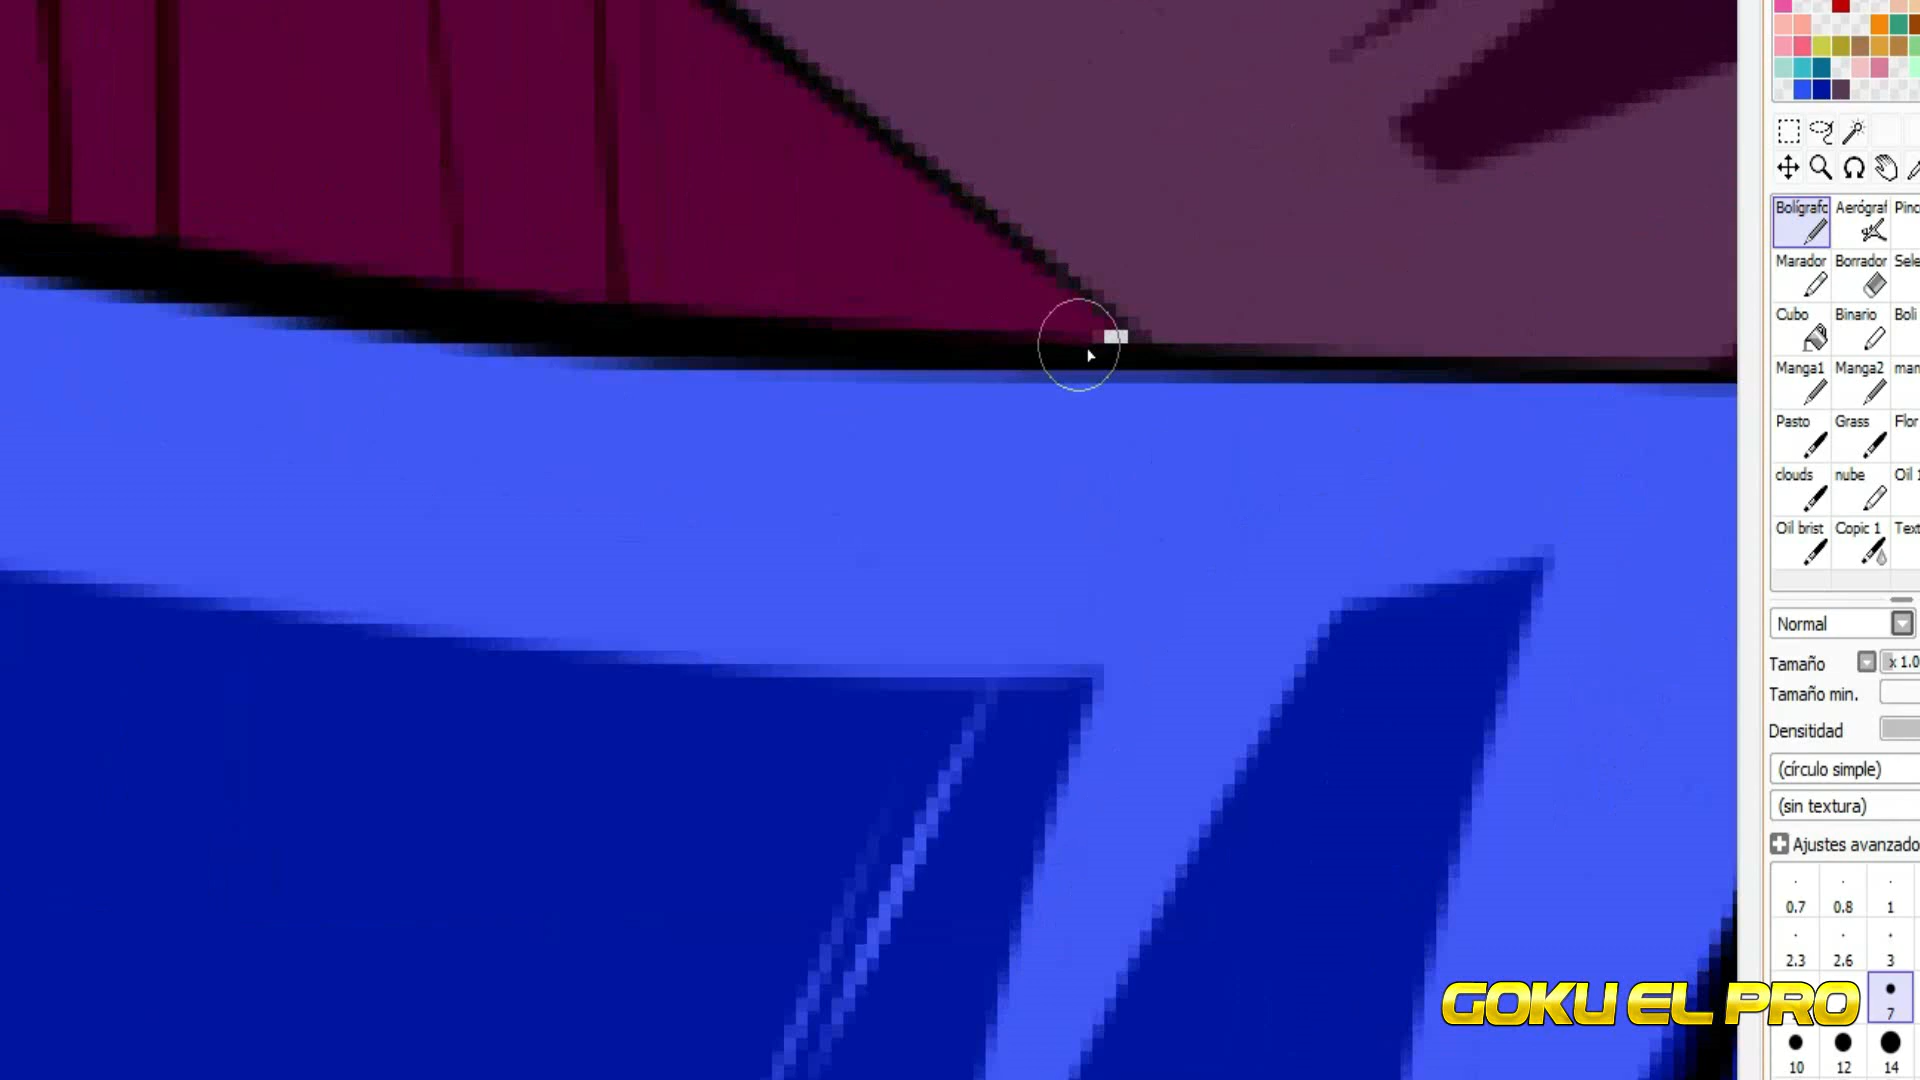 Bolígrafc Aerógraf Pinc
Marador Borrador Sele
Cubo Binario Boli
Manga1 Manga2 man
Pasto Grass Flor
clouds nube Oil 1
Oil brist Copic 1 Text
Normal
Tamaño x 1.0
Tamaño min.
Densitidad
(círculo simple)
(sin textura)
Ajustes avanzado
0.7 0.8 1
2.3 2.6 3
GOKU EL PRO 7
10 12 14